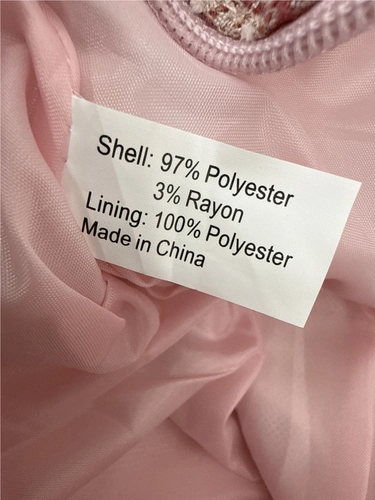 Shell: 97% Polyester
3% Rayon
Lining: 100% Polyester
Made in China